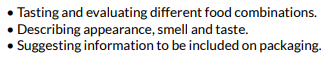 • Tasting and evaluating different food combinations.
• Describing appearance, smell and taste.
• Suggesting information to be included on packaging.